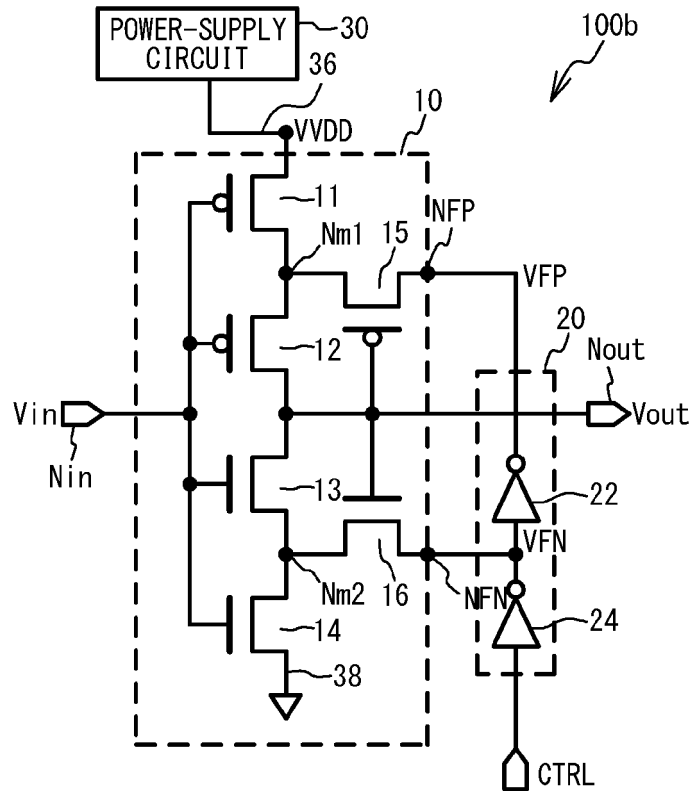 POWER-SUPPLY
CIRCUIT
30
100b
36
VVDD
10
11
Nm1
15
NFP
VFP
12
20
Nout
Vin
Vout
Nin
13
22
VFN
Nm2
16
NFN
14
24
38
CTRL